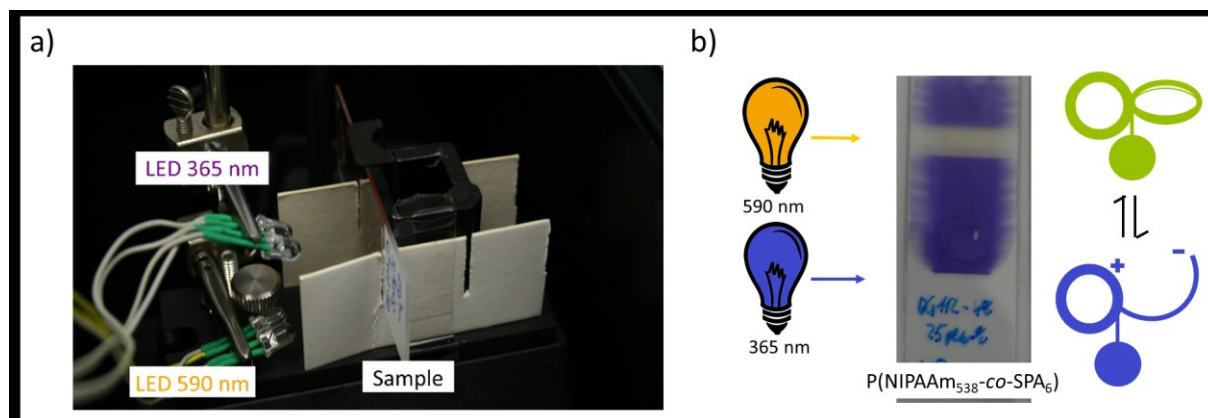 a)
LED 365 nm
LED 590 nm
Sample
b)
590 nm
365 nm
+
-
P(NIPAAm₅₃₈-co-SPA₆)